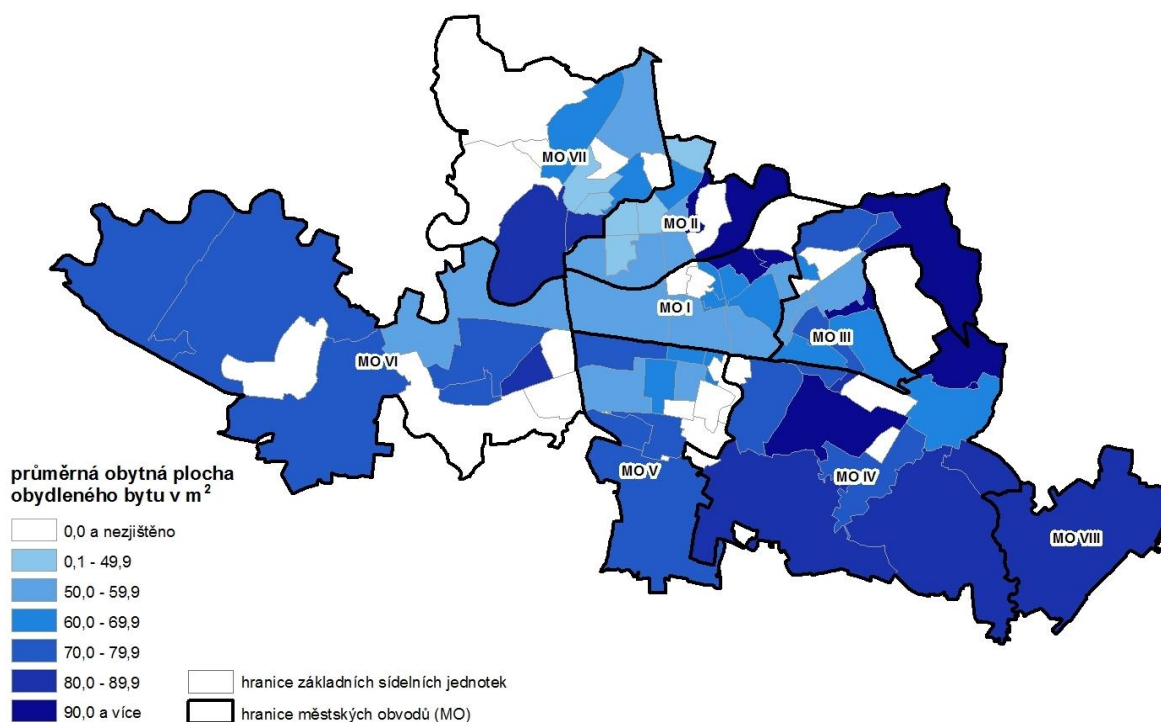 MO VII
MO II
MO I
MO III
MO VI
MO V
MO IV
MO VIII
průměrná obytná plocha
obydleného bytu v m²
0,0 a nezjištěno
0,1 - 49,9
50,0 - 59,9
60,0 - 69,9
70,0 - 79,9
80,0 - 89,9
90,0 a více
hranice základních sídelních jednotek
hranice městských obvodů (MO)